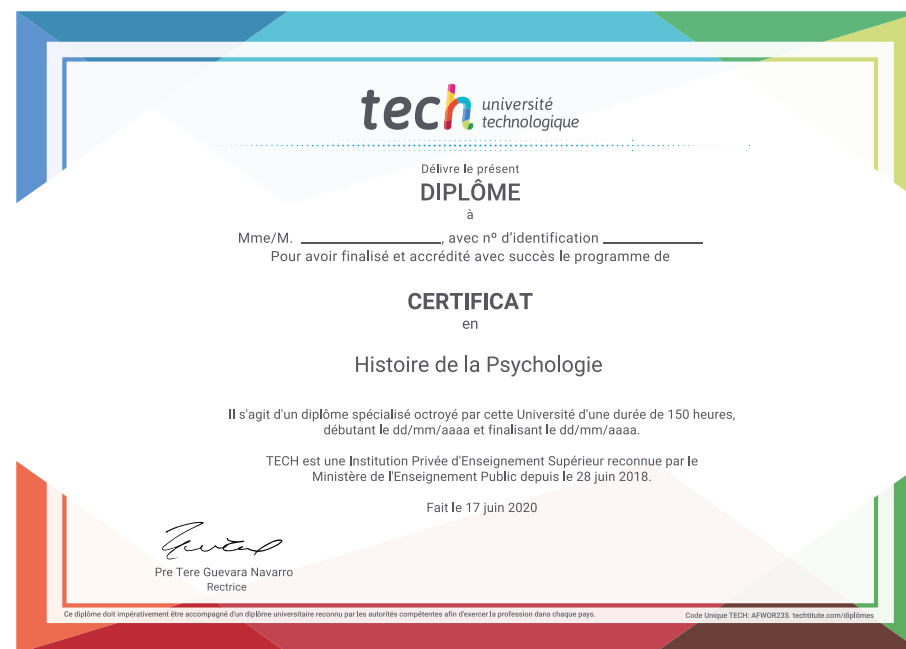 tech université
technologique
Délivre le présent
DIPLÔME
à
Mme/M. ____________________, avec nº d'identification ______________
Pour avoir finalisé et accrédité avec succès le programme de
CERTIFICAT
en
Histoire de la Psychologie
Il s'agit d'un diplôme spécialisé octroyé par cette Université d'une durée de 150 heures,
débutant le dd/mm/aaaa et finalisant le dd/mm/aaaa.
TECH est une Institution Privée d'Enseignement Supérieur reconnue par le
Ministère de l'Enseignement Public depuis le 28 juin 2018.
Fait le 17 juin 2020
Pre Tere Guevara Navarro
Rectrice
Ce diplôme doit impérativement être accompagné d'un diplôme universitaire reconnu par les autorités compétentes afin d'exercer la profession dans chaque pays.
Code Unique TECH: AFWOR23S techtitute.com/diplômes